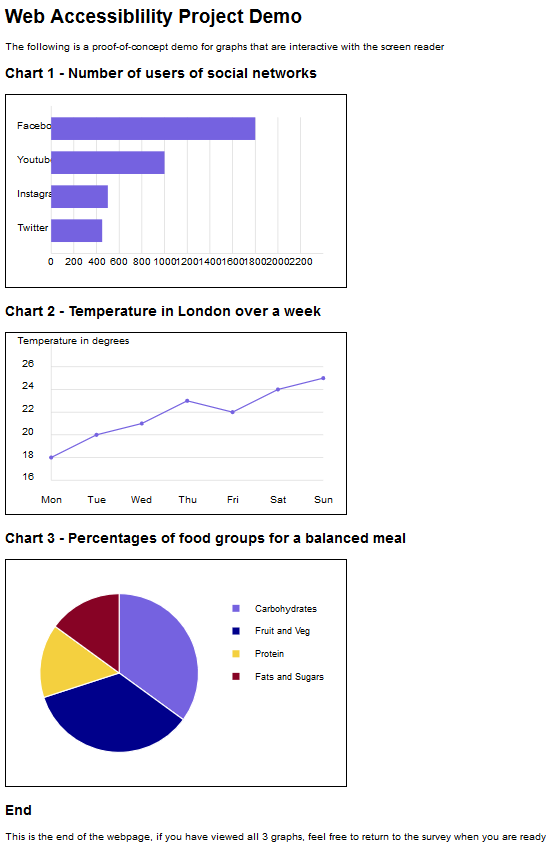 Web Accessiblility Project Demo
The following is a proof-of-concept demo for graphs that are interactive with the screen reader
Chart 1 - Number of users of social networks
Facebo
Youtub
Instagra
Twitter
0 200 400 600 800 1000 1200 1400 1600 1800 2000 2200
Chart 2 - Temperature in London over a week
Temperature in degrees
26
24
22
20
18
16
Mon Tue Wed Thu Fri Sat Sun
Chart 3 - Percentages of food groups for a balanced meal
Carbohydrates
Fruit and Veg
Protein
Fats and Sugars
End
This is the end of the webpage, if you have viewed all 3 graphs, feel free to return to the survey when you are ready